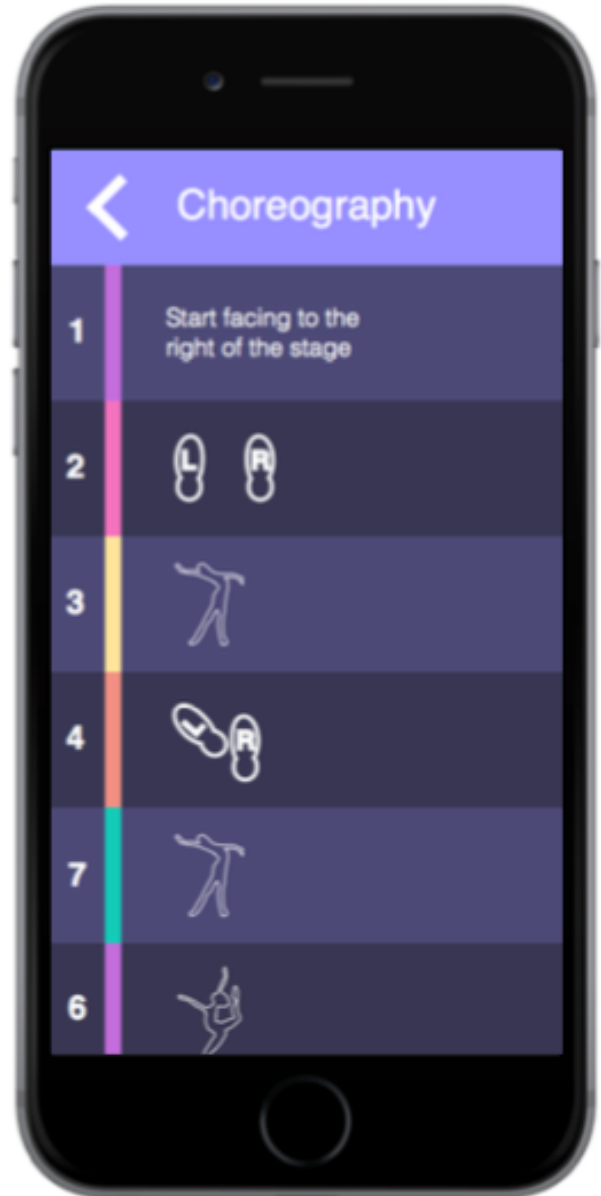 Choreography
1
Start facing to the
right of the stage
2
L R
3
4
L R
7
6